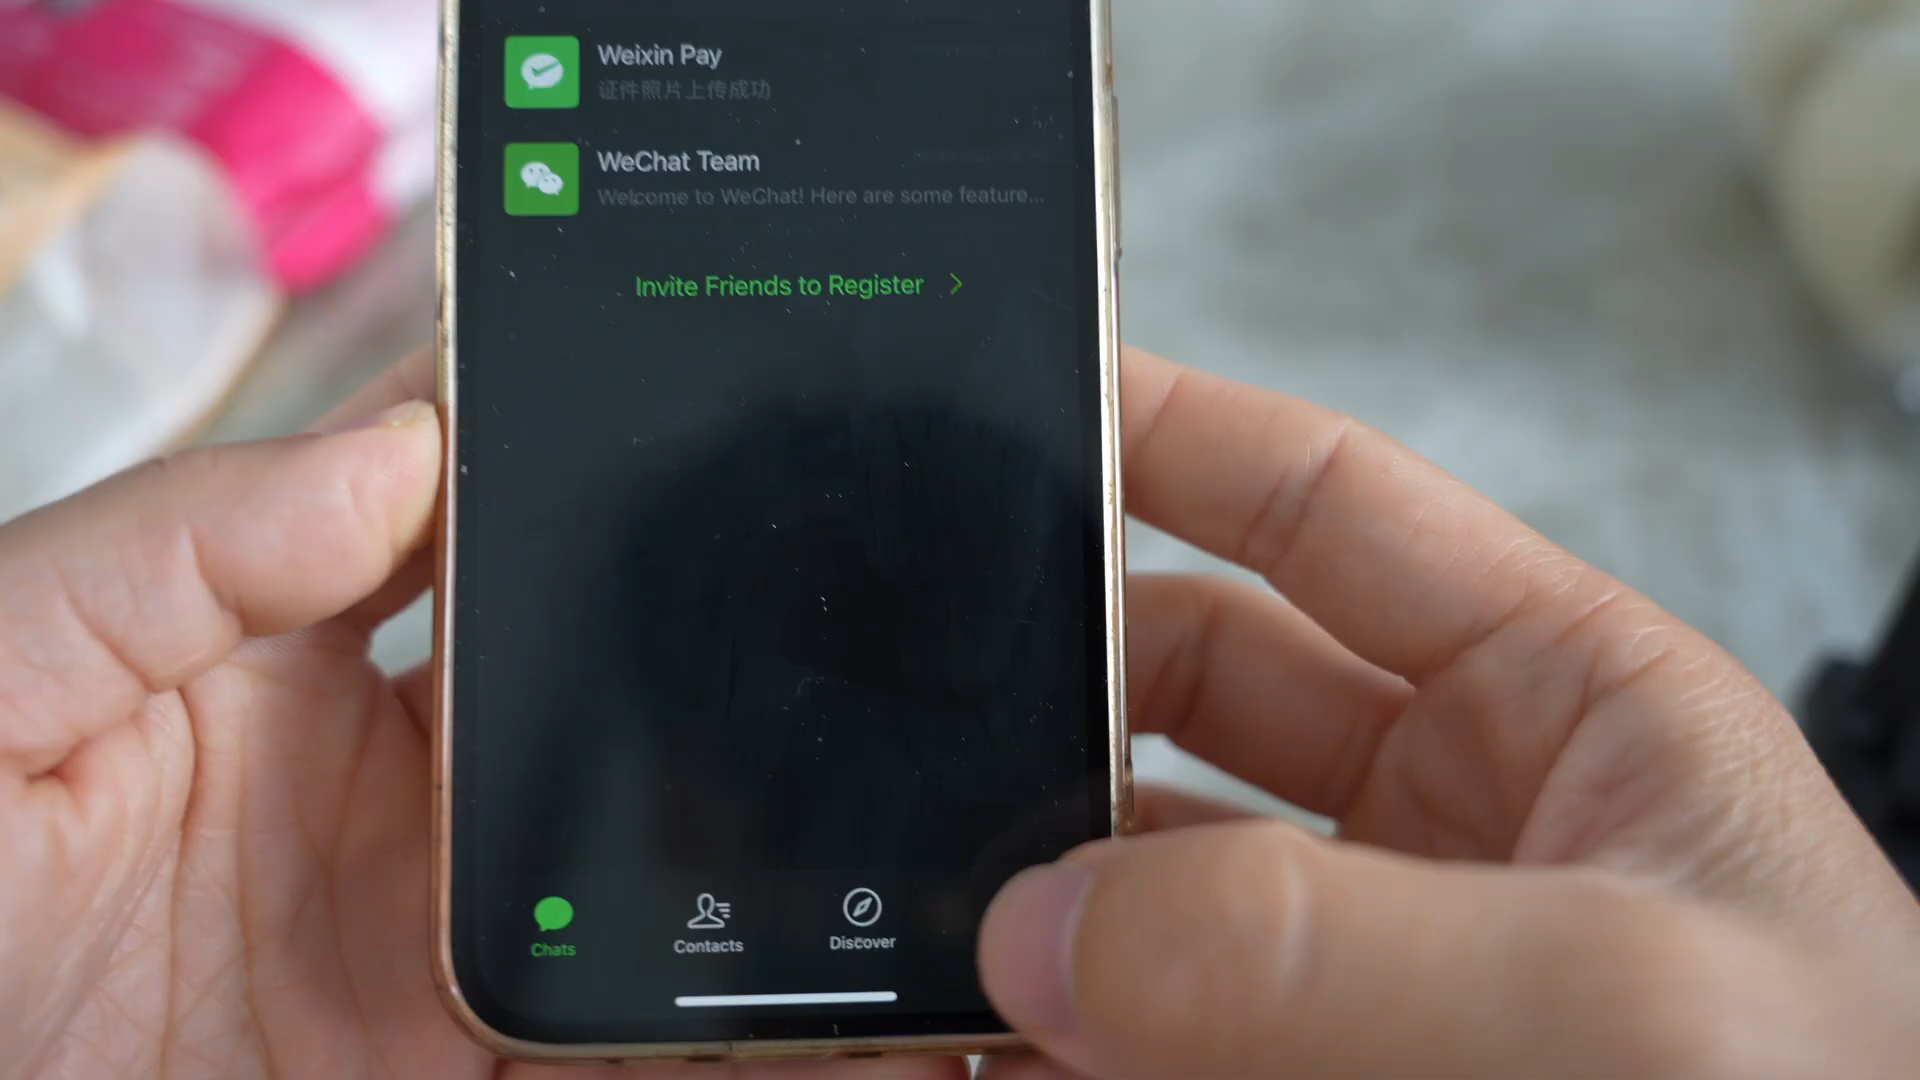 Weixin Pay
证件照片上传成功
WeChat Team
Welcome to WeChat! Here are some feature...
Invite Friends to Register
Chats
Contacts
Discover